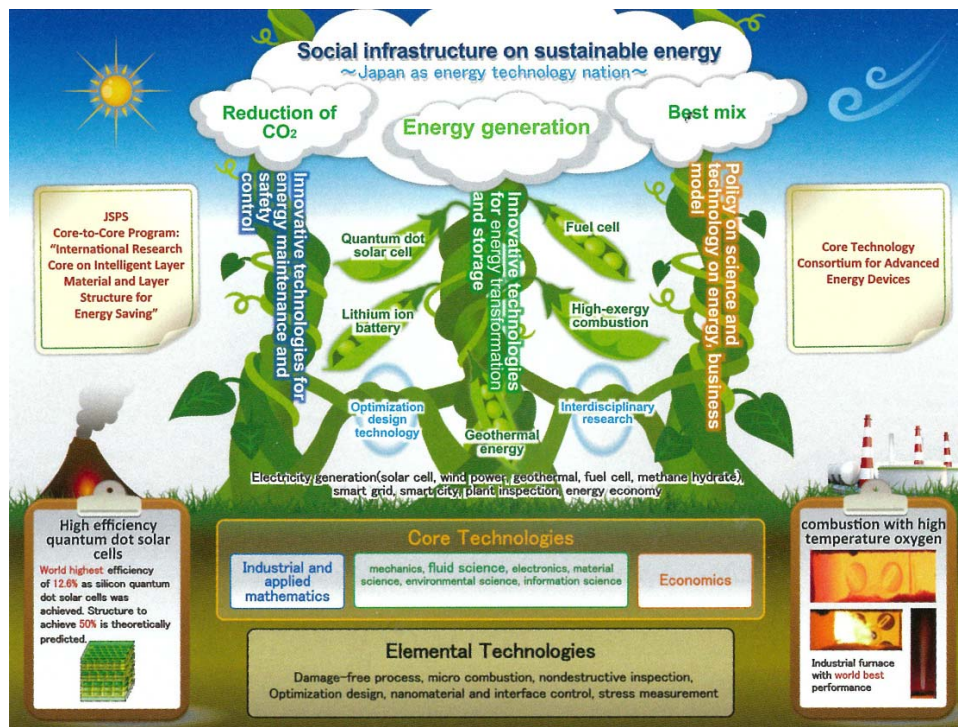 Social infrastructure on sustainable energy
~Japan as energy technology nation~
Reduction of
CO2
Energy generation
Best mix
Innovative technologies for
energy maintenance and
safety
control
Innovative technologies
for energy transformation
and storage
Policy on science and
technology on energy, business
model
JSPS
Core-to-Core Program:
"International Research
Core on Intelligent Layer
Material and Layer
Structure for
Energy Saving"
Quantum dot
solar cell
Fuel cell
Lithium ion
battery
High-exergy
combustion
Core Technology
Consortium for Advanced
Energy Devices
Optimization
design
technology
Interdisciplinary
research
Geothermal
energy
Electricity generation(solar cell, wind power, geothermal, fuel cell, methane hydrate),
smart grid, smart city, plant inspection, energy economy
High efficiency
quantum dot solar
cells
World highest efficiency
of 12.6% as silicon quantum
dot solar cells was
achieved. Structure to
achieve 50% is theoretically
predicted.
Core Technologies
Industrial and
applied
mathematics
mechanics, fluid science, electronics, material
science, environmental science, information science
Economics
Elemental Technologies
Damage-free process, micro combustion, nondestructive inspection,
Optimization design, nanomaterial and interface control, stress measurement
combustion with high
temperature oxygen
Industrial furnace
with world best
performance